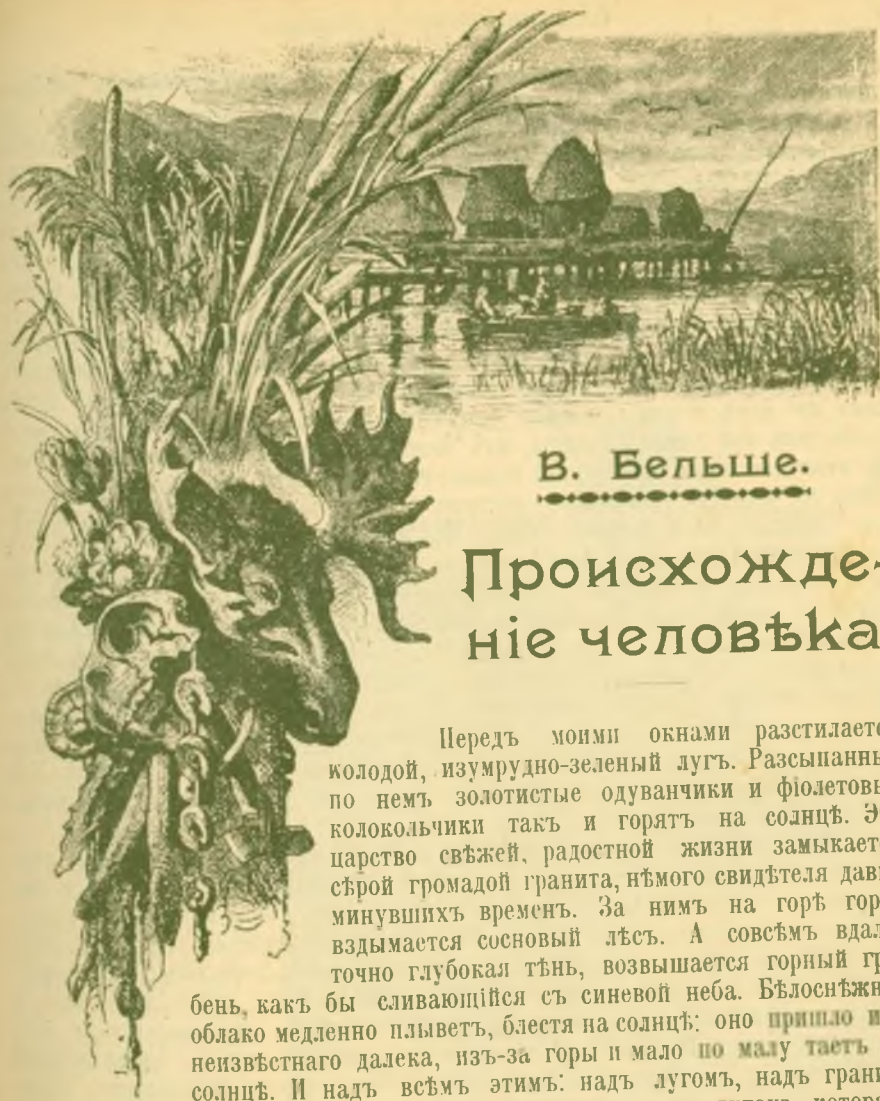 В. Бельше.
Происхожде-
ніе человѣка
Передъ моими окнами разстилаетс
молодой, изумрудно-зеленый лугъ. Разсыпанны
по немъ золотистые одуванчики и фіолетовы
колокольчики такъ и горятъ на солнцѣ. Э
царство свѣжей, радостной жизни замыкает
сѣрой громадой гранита, нѣмого свидѣтеля дав
минувшихъ временъ. За нимъ на горѣ гор
вздымается сосновый лѣсъ. А совсѣмъ вдал
точно глубокая тѣнь, возвышается горный гр
бень, какъ бы сливающійся съ синевой неба. Бѣлоснѣжн
облако медленно плыветъ, блестя на солнцѣ: оно пришло и
неизвѣстнаго далека, изъ-за горы и мало по малу таетъ
солнцѣ. И надъ всѣмъ этимъ: надъ лугомъ, надъ грани